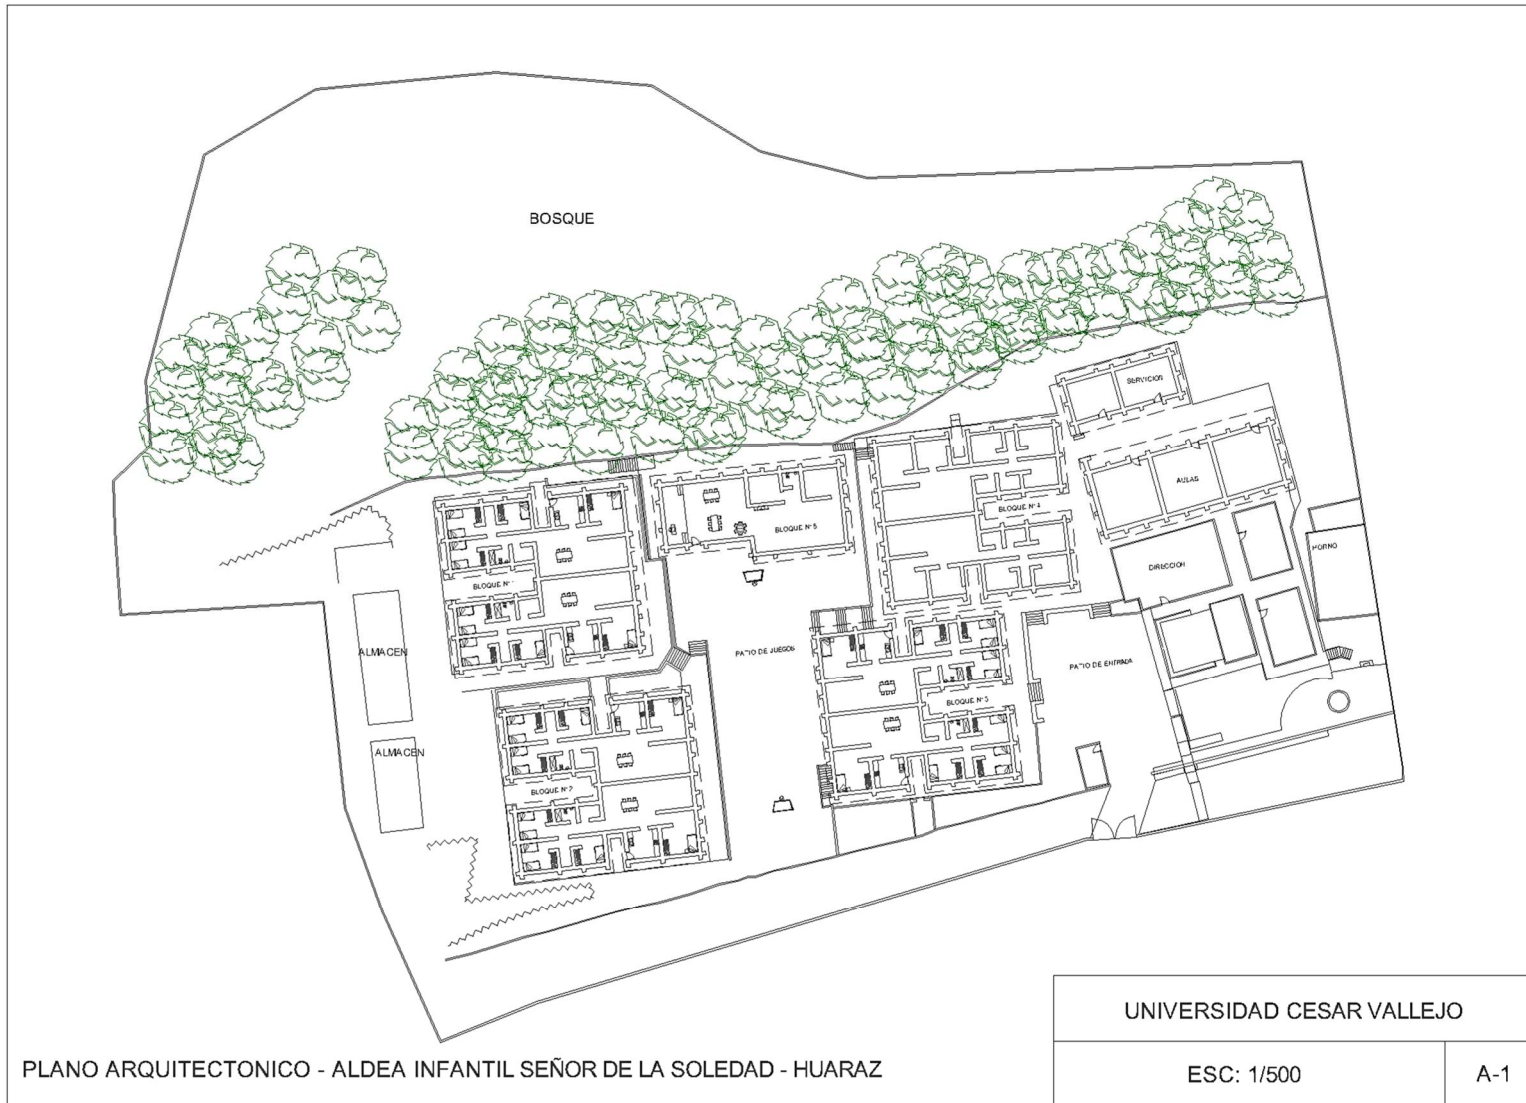 BOSQUE
SERVICIOS
AULAS
BLOQUE N° 5
BLOQUE N° 4
HORNO
DIRECCION
BLOQUE N°
ALMACEN
PATIO DE JUEGOS
PATIO DE ENTRADA
BLOQUE N° 3
ALMACEN
BLOQUE N° 2
UNIVERSIDAD CESAR VALLEJO
PLANO ARQUITECTONICO - ALDEA INFANTIL SEÑOR DE LA SOLEDAD - HUARAZ
ESC: 1/500
A-1